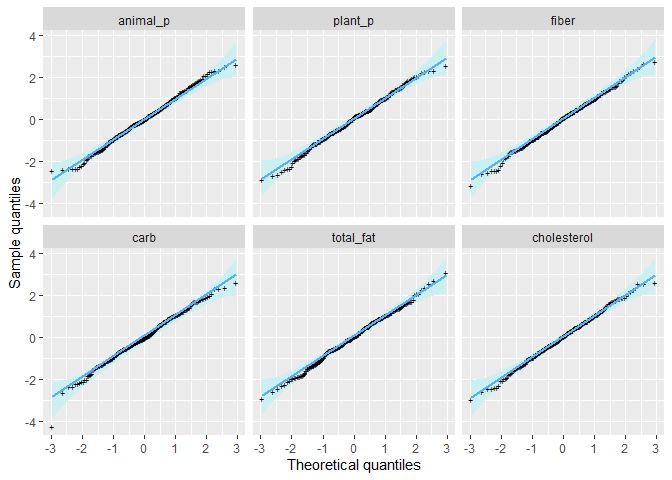 animal_p plant_p fiber
4
2
0
-2
-4
carb total_fat cholesterol
4
2
0
-2
-4
-3 -2 -1 0 1 2 3 -3 -2 -1 0 1 2 3 -3 -2 -1 0 1 2 3
Sample quantiles
Theoretical quantiles